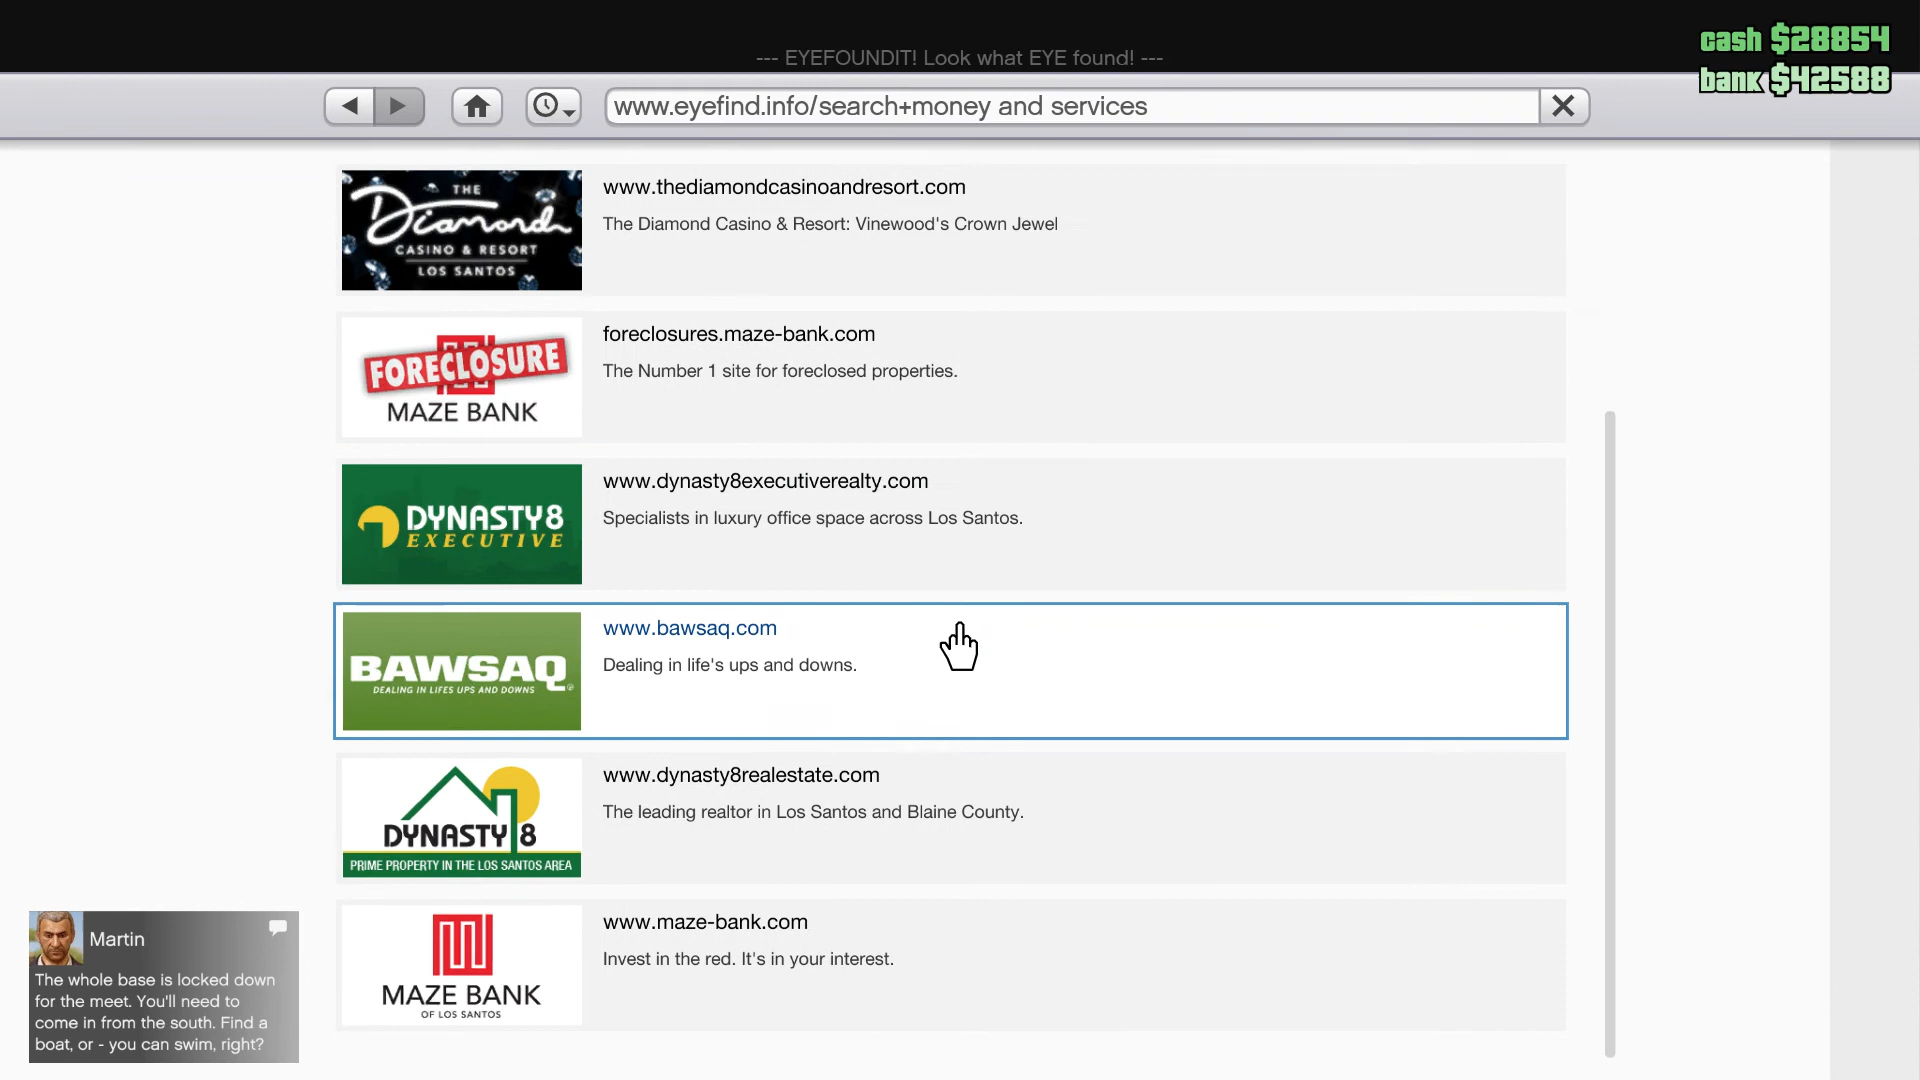 cash $28854
--- EYEFOUNDIT! Look what EYE found! ---
bank $42588
www.eyefind.info/search+money and services
THE
Diamond
CASINO & RESORT
LOS SANTOS
www.thediamondcasinoandresort.com
The Diamond Casino & Resort: Vinewood's Crown Jewel
FORECLOSURE
MAZE BANK
foreclosures.maze-bank.com
The Number 1 site for foreclosed properties.
DYNASTY8
EXECUTIVE
www.dynasty8executiverealty.com
Specialists in luxury office space across Los Santos.
BAWSAQ
DEALING IN LIFES UPS AND DOWNS
www.bawsaq.com
Dealing in life's ups and downs.
DYNASTY 8
PRIME PROPERTY IN THE LOS SANTOS AREA
www.dynasty8realestate.com
The leading realtor in Los Santos and Blaine County.
MAZE BANK
OF LOS SANTOS
www.maze-bank.com
Invest in the red. It's in your interest.
Martin
The whole base is locked down
for the meet. You'll need to
come in from the south. Find a
boat, or - you can swim, right?